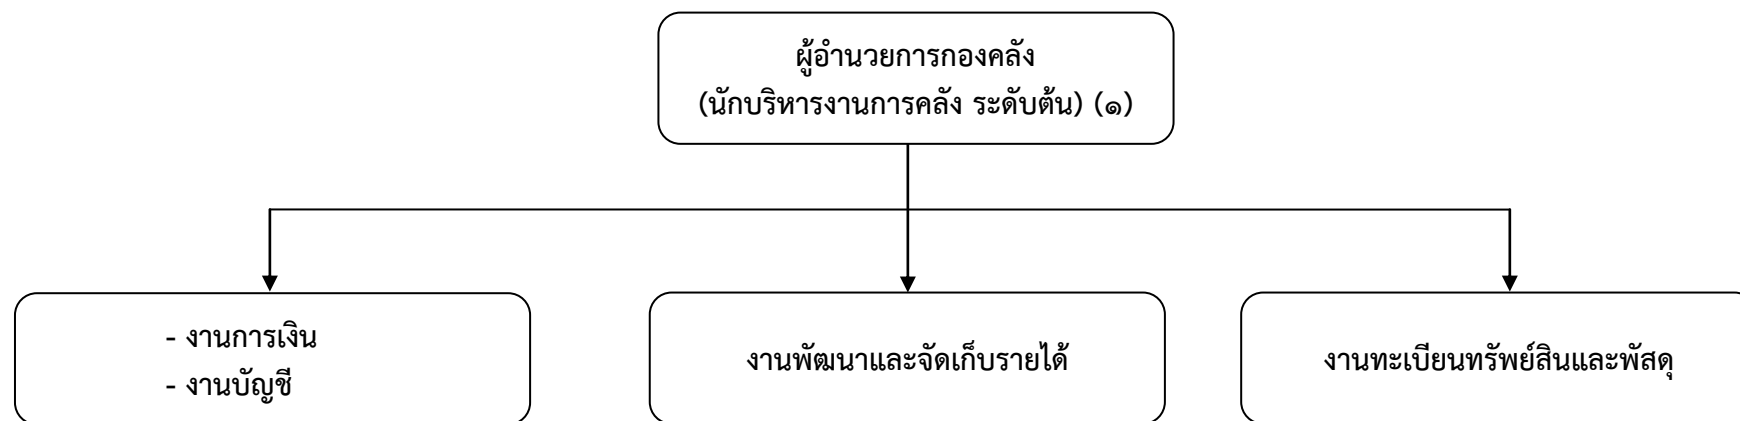 ผู้อำนวยการกองคลัง
(นักบริหารงานการคลัง ระดับต้น) (๑)
- งานการเงิน
- งานบัญชี
งานพัฒนาและจัดเก็บรายได้
งานทะเบียนทรัพย์สินและพัสดุ